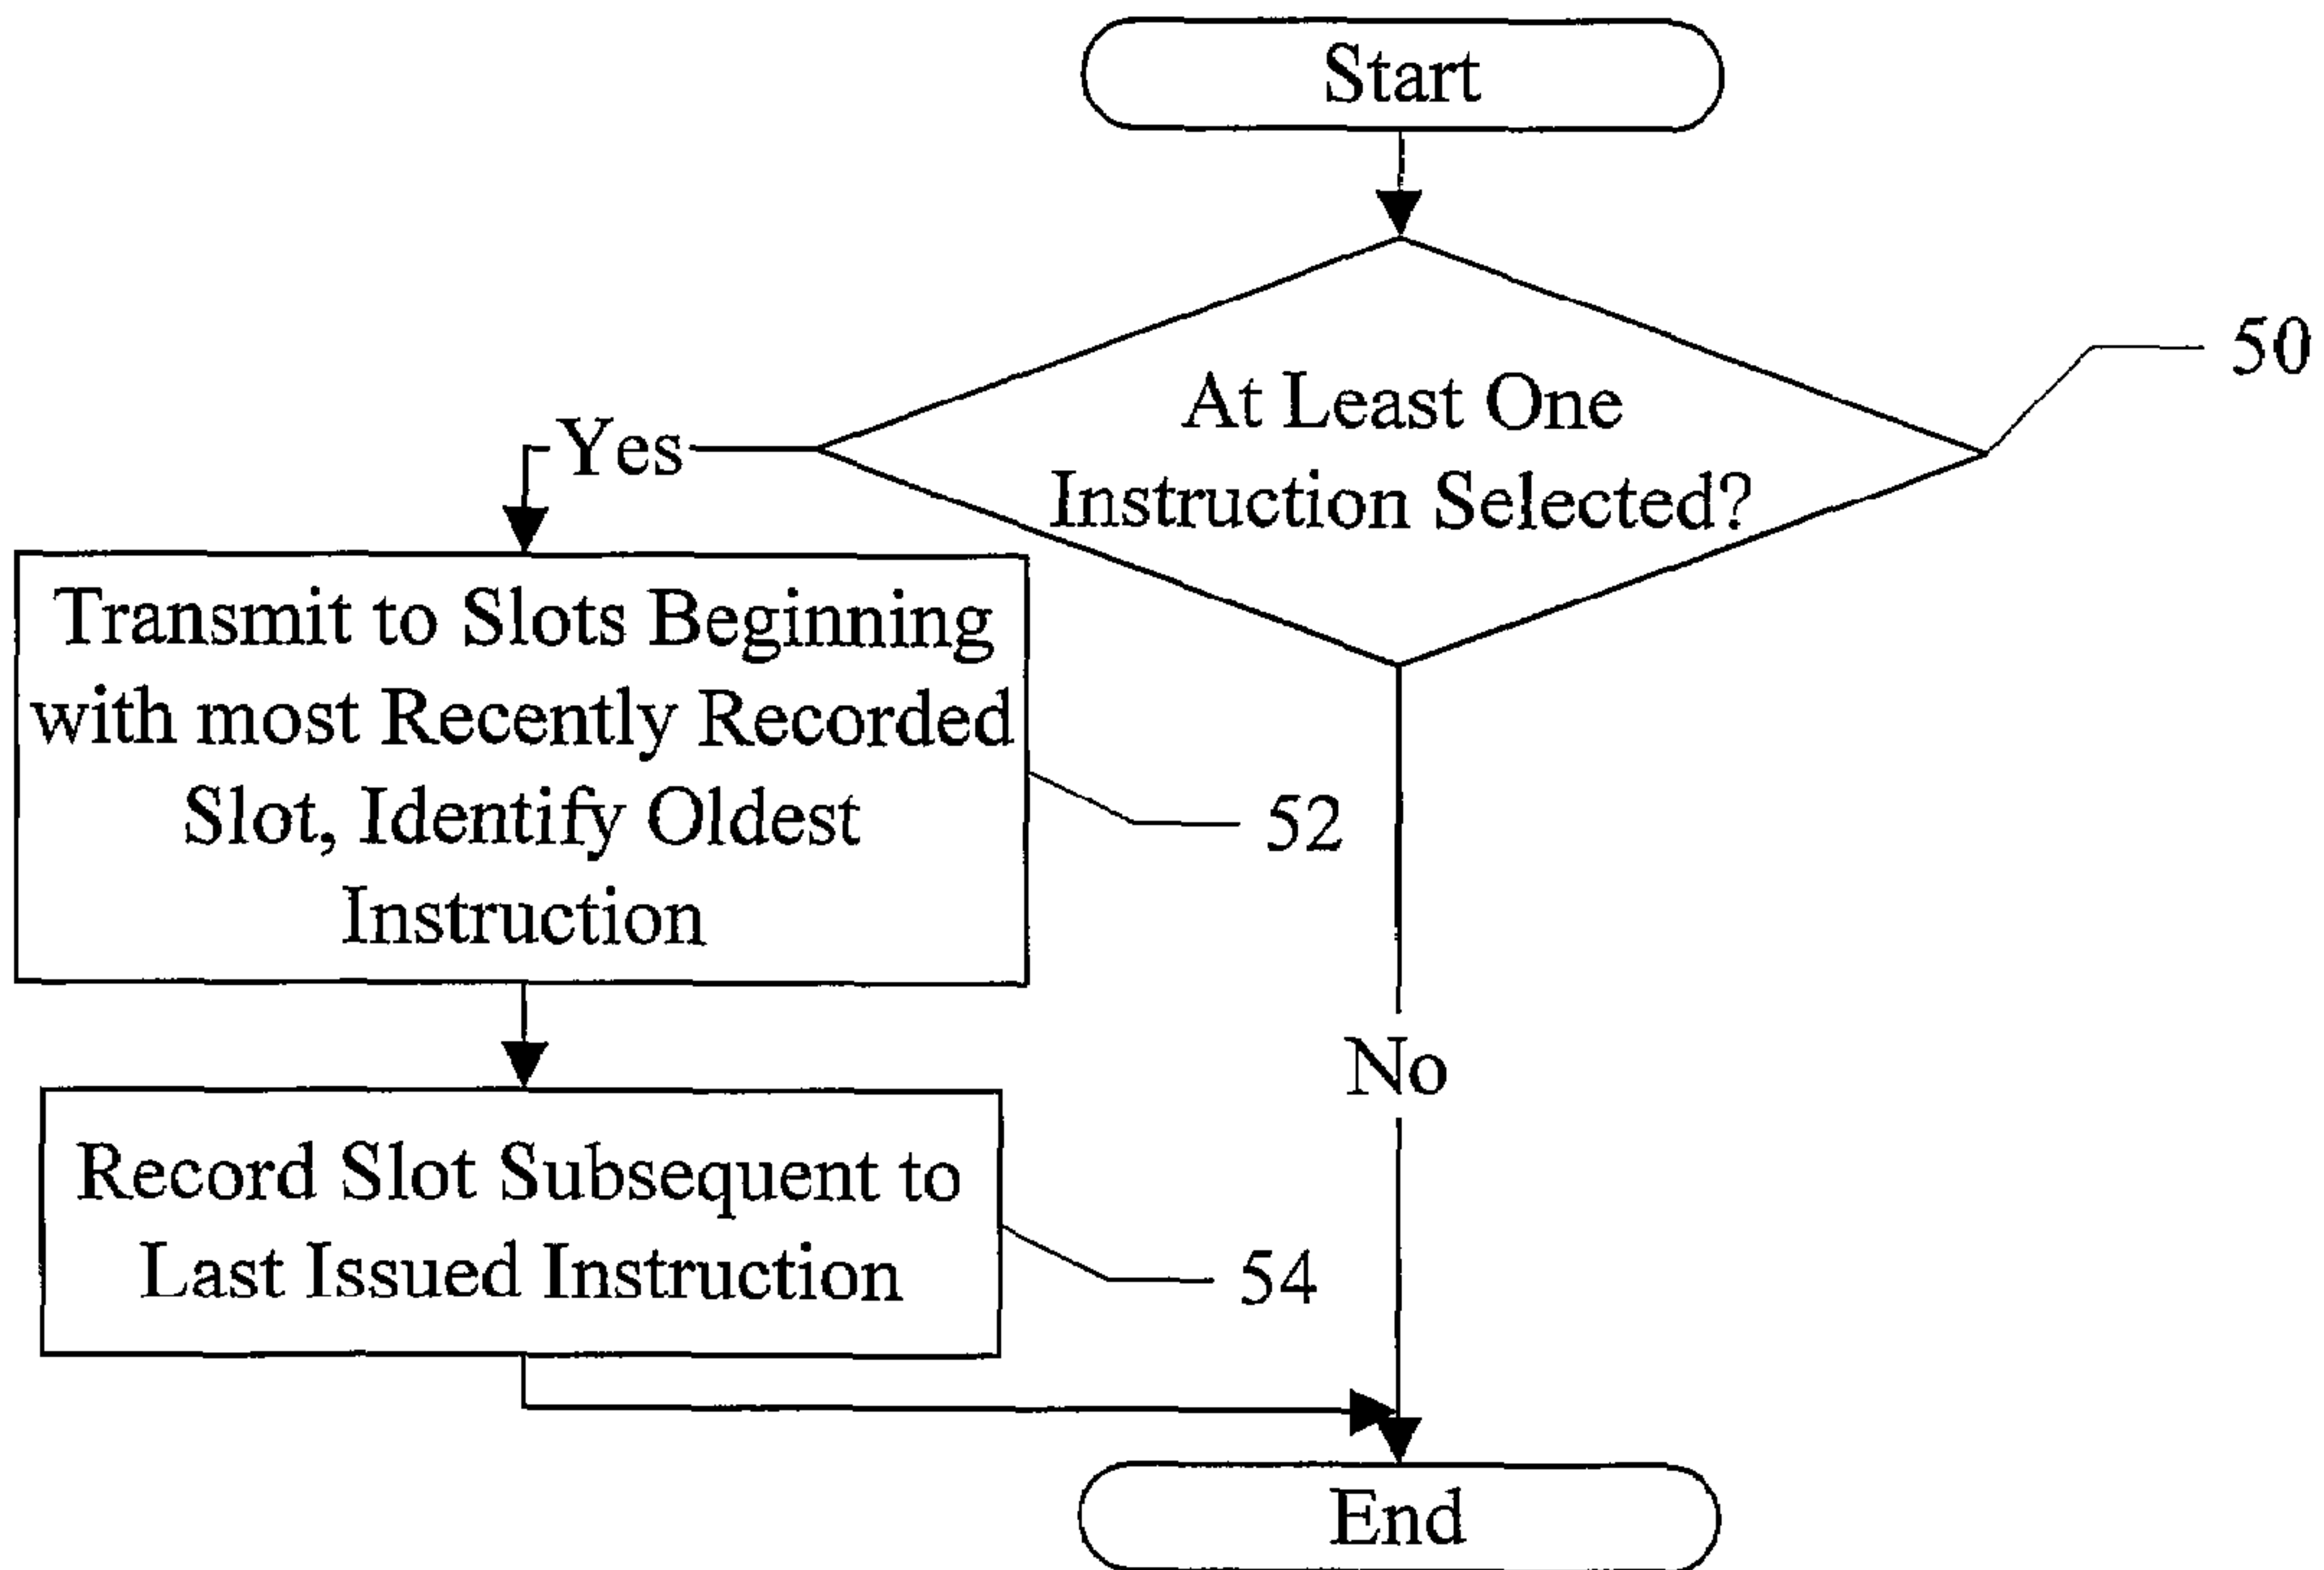 Start
At Least One
Instruction Selected?
50
Yes
Transmit to Slots Beginning
with most Recently Recorded
Slot, Identify Oldest
Instruction
52
No
Record Slot Subsequent to
Last Issued Instruction
54
End